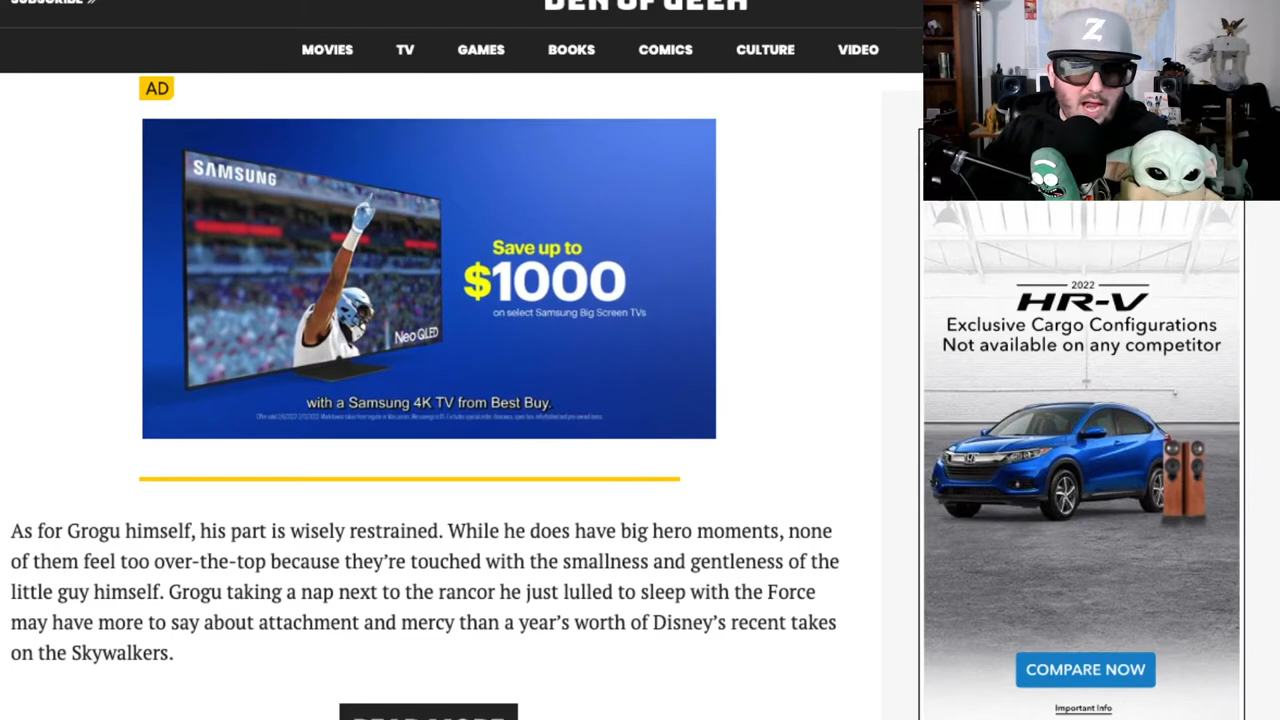 SUBSCRIBE »
DEN OF GEEK
MOVIES TV GAMES BOOKS COMICS CULTURE VIDEO
Z
AD
SAMSUNG
Save up to
$1000
on select Samsung Big Screen TVs
Neo QLED
with a Samsung 4K TV from Best Buy.
2022
HR-V
Exclusive Cargo Configurations
Not available on any competitor
COMPARE NOW
Important Info
As for Grogu himself, his part is wisely restrained. While he does have big hero moments, none
of them feel too over-the-top because they’re touched with the smallness and gentleness of the
little guy himself. Grogu taking a nap next to the rancor he just lulled to sleep with the Force
may have more to say about attachment and mercy than a year’s worth of Disney’s recent takes
on the Skywalkers.
READ MORE